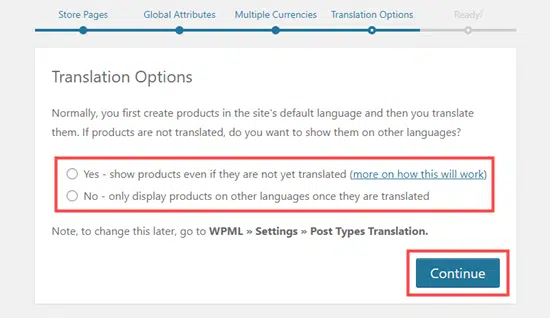 Store Pages Global Attributes Multiple Currencies Translation Options Ready!
Translation Options
Normally, you first create products in the site's default language and then you translate
them. If products are not translated, do you want to show them on other languages?
Yes - show products even if they are not yet translated (more on how this will work)
No - only display products on other languages once they are translated
Note, to change this later, go to WPML » Settings » Post Types Translation.
Continue